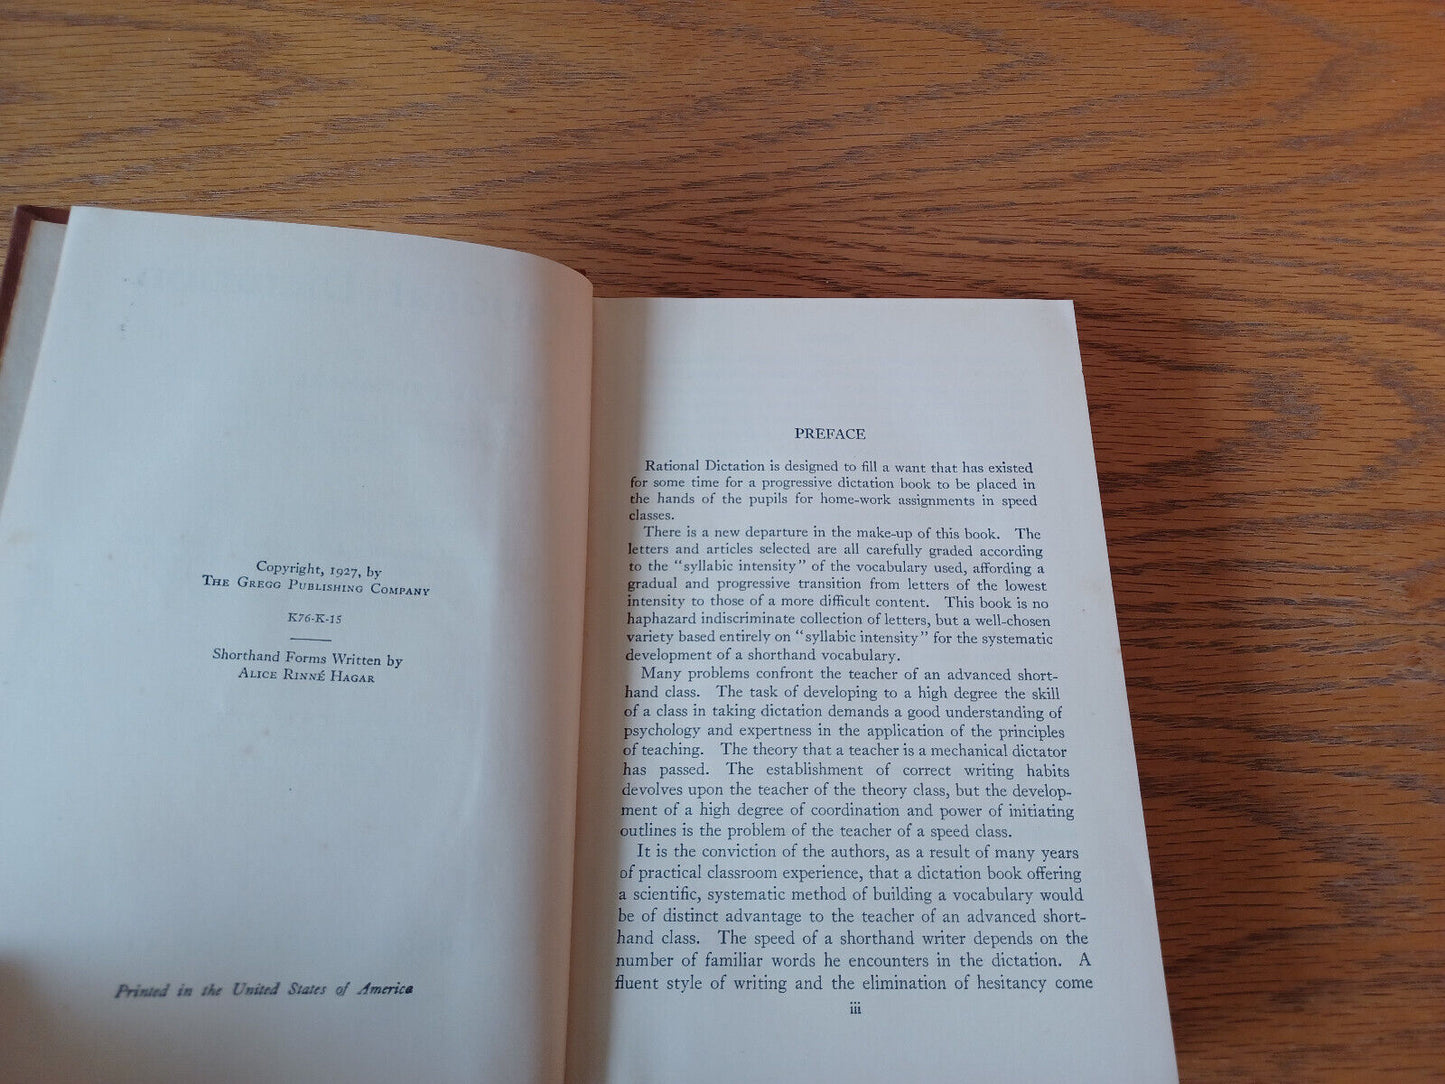 Copyright, 1927, by
THE GREGG PUBLISHING COMPANY
K76-K-15
Shorthand Forms Written by
ALICE RINNÉ HAGAR
Printed in the United States of America
PREFACE
Rational Dictation is designed to fill a want that has existed
for some time for a progressive dictation book to be placed in
the hands of the pupils for home-work assignments in speed
classes.
There is a new departure in the make-up of this book. The
letters and articles selected are all carefully graded according
to the "syllabic intensity" of the vocabulary used, affording a
gradual and progressive transition from letters of the lowest
intensity to those of a more difficult content. This book is no
haphazard indiscriminate collection of letters, but a well-chosen
variety based entirely on "syllabic intensity" for the systematic
development of a shorthand vocabulary.
Many problems confront the teacher of an advanced short-
hand class. The task of developing to a high degree the skill
of a class in taking dictation demands a good understanding of
psychology and expertness in the application of the principles
of teaching. The theory that a teacher is a mechanical dictator
has passed. The establishment of correct writing habits
devolves upon the teacher of the theory class, but the develop-
ment of a high degree of coordination and power of initiating
outlines is the problem of the teacher of a speed class.
It is the conviction of the authors, as a result of many years
of practical classroom experience, that a dictation book offering
a scientific, systematic method of building a vocabulary would
be of distinct advantage to the teacher of an advanced short-
hand class. The speed of a shorthand writer depends on the
number of familiar words he encounters in the dictation. A
fluent style of writing and the elimination of hesitancy come
iii